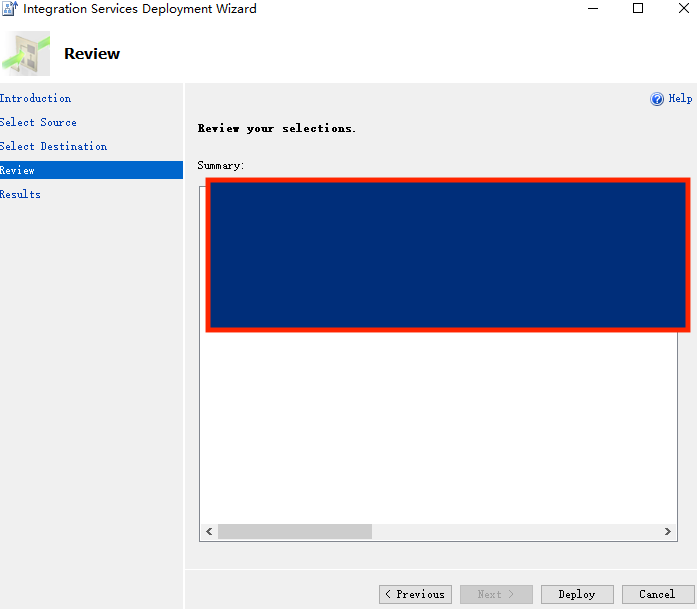 Integration Services Deployment Wizard
Review
Introduction
Select Source
Select Destination
Review
Results
Help
Review your selections.
Summary:
< Previous
Next >
Deploy
Cancel